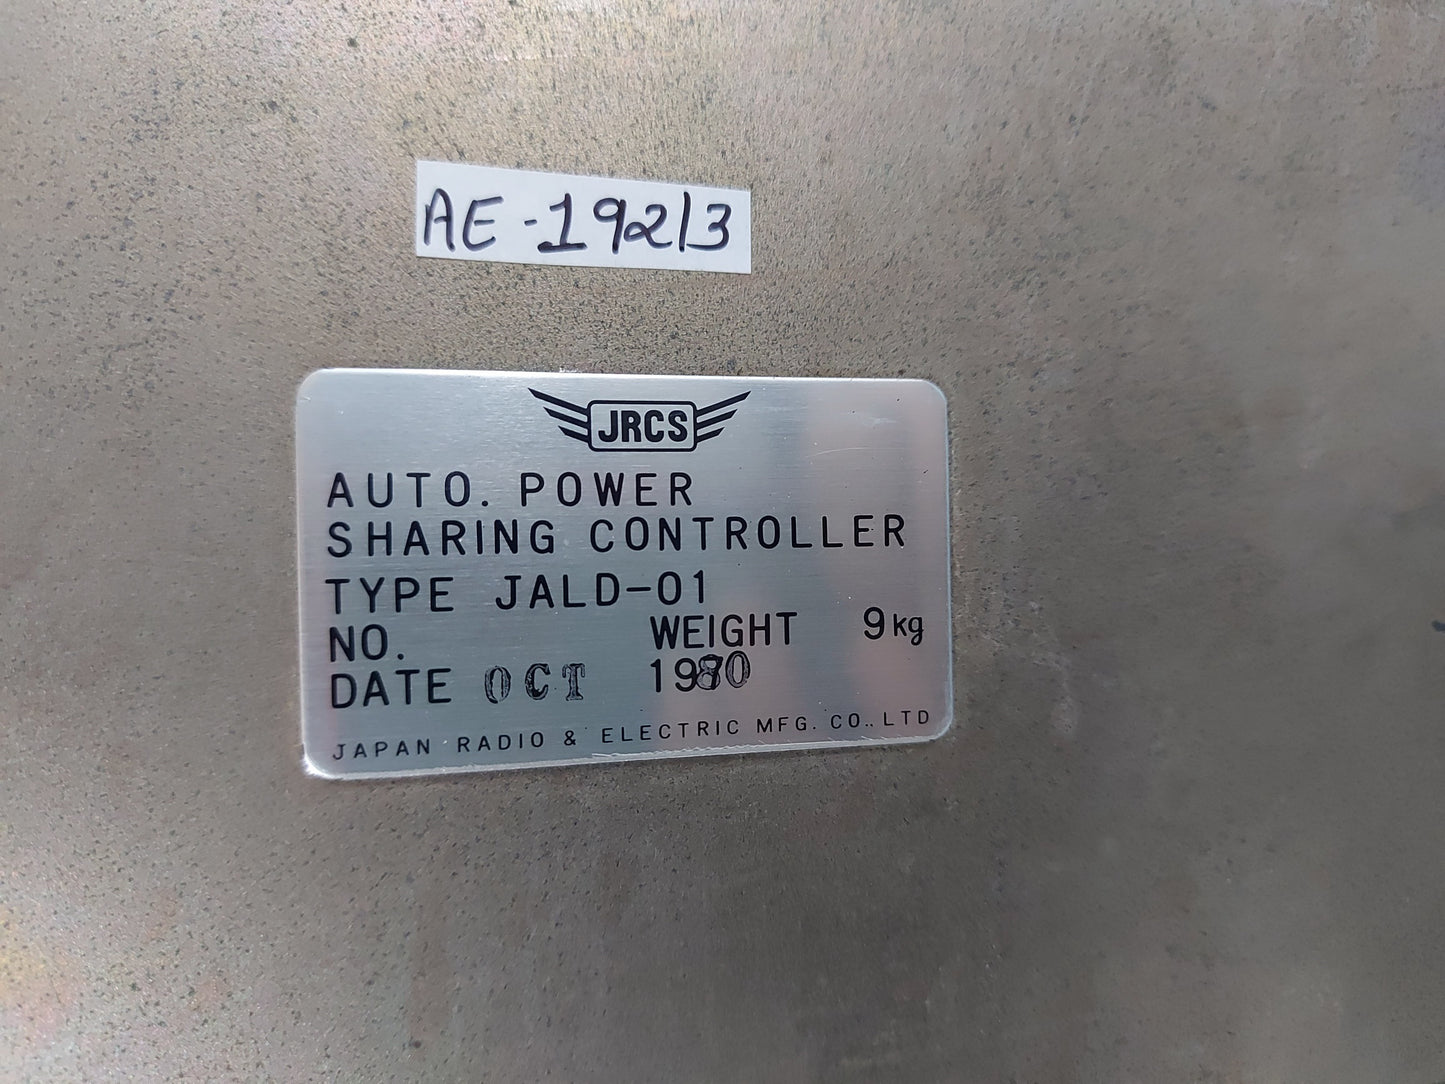 AE-19213
JRCS
AUTO. POWER
SHARING CONTROLLER
TYPE JALD-01
NO. WEIGHT 9kg
DATE OCT 1980
JAPAN RADIO & ELECTRIC MFG. CO., LTD